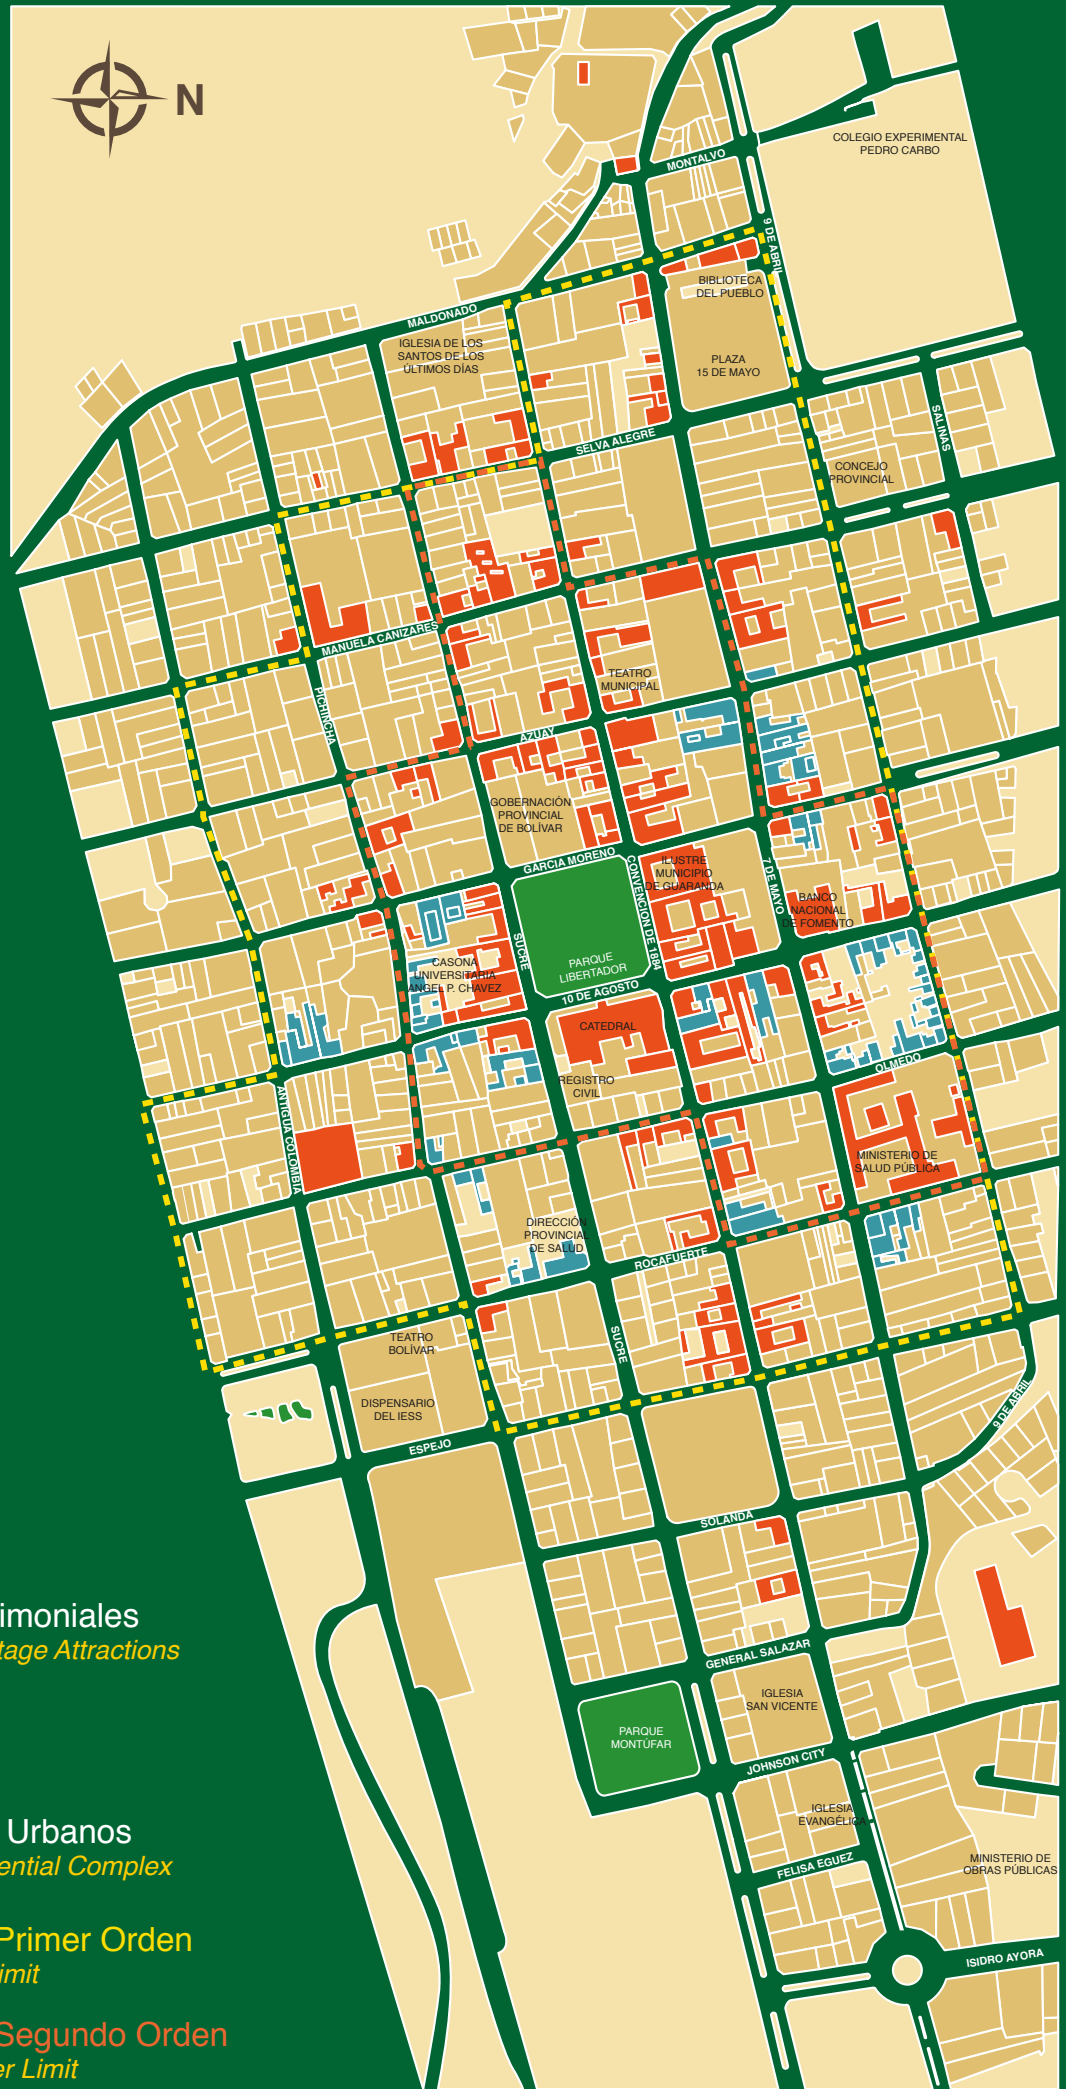 N
COLEGIO EXPERIMENTAL
PEDRO CARBO
MONTALVO
9 DE ABRIL
BIBLIOTECA
DEL PUEBLO
MALDONADO
IGLESIA DE LOS
SANTOS DE LOS
ÚLTIMOS DÍAS
PLAZA
15 DE MAYO
SALINAS
SELVA ALEGRE
CONCEJO
PROVINCIAL
MANUELA CAÑIZARES
TEATRO
MUNICIPAL
PICHINCHA
AZUAY
GOBERNACIÓN
PROVINCIAL
DE BOLÍVAR
GARCIA MORENO
CONVENCION DE 1884
ILUSTRE
MUNICIPIO
DE GUARANDA
7 DE MAYO
BANCO
NACIONAL
DE FOMENTO
SUCRE
PARQUE
LIBERTADOR
CASONA
UNIVERSITARIA
ANGEL P. CHAVEZ
10 DE AGOSTO
CATEDRAL
OLMEDO
REGISTRO
CIVIL
ANTIGUA COLOMBIA
MINISTERIO DE
SALUD PÚBLICA
DIRECCIÓN
PROVINCIAL
DE SALUD
ROCAFUERTE
TEATRO
BOLÍVAR
SUCRE
DISPENSARIO
DEL IESS
9 DE ABRIL
ESPEJO
SOLANDA
imoniales
tage Attractions
GENERAL SALAZAR
IGLESIA
SAN VICENTE
PARQUE
MONTÚFAR
JOHNSON CITY
IGLESIA
EVANGÉLICA
Urbanos
ential Complex
FELISA EGUEZ
MINISTERIO DE
OBRAS PÚBLICAS
Primer Orden
imit
ISIDRO AYORA
Segundo Orden
er Limit